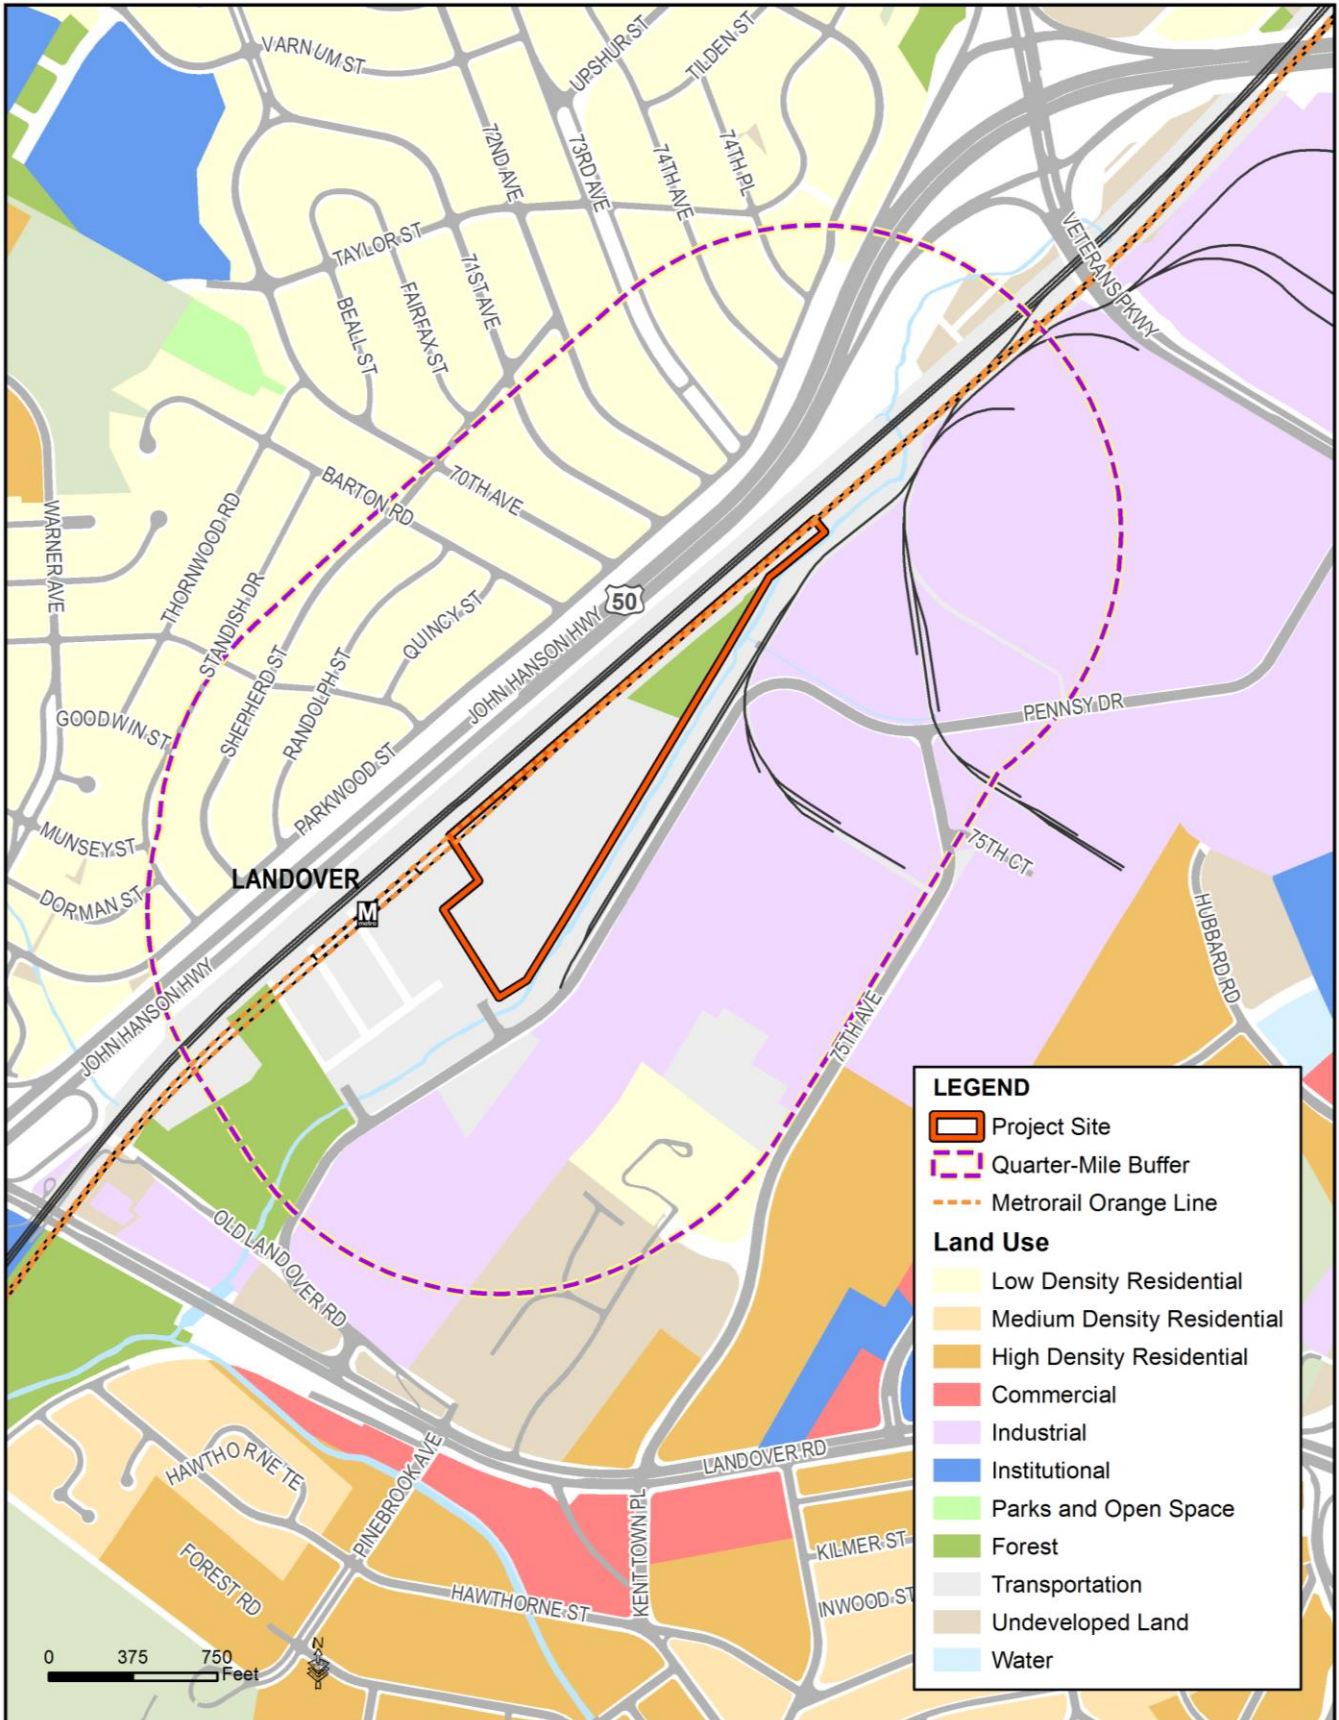 VARNUM ST
UPSHUR ST
TILDEN ST
72ND AVE
73RD AVE
74TH AVE
74TH PL
TAYLOR ST
71ST AVE
FAIRFAX ST
BEALL ST
VETERANS PKWY
BARTON RD
70TH AVE
WARNER AVE
THORNWOOD RD
STANDISH DR
QUINCY ST
50
JOHN HANSON HWY
SHEPHERD ST
RANDOLPH ST
GOODWIN ST
PARKWOOD ST
PENNSY DR
MUNSEY ST
DORMAN ST
LANDOVER
M
metro
75TH CT
HUBBARD RD
JOHN HANSON HWY
75TH AVE
OLD LANDOVER RD
LANDOVER RD
HAWTHORNE TE
PINEBROOK AVE
KENT TOWN PL
KILMER ST
FOREST RD
HAWTHORNE ST
INWOOD ST
0 375 750
Feet
N
LEGEND
Project Site
Quarter-Mile Buffer
Metrorail Orange Line
Land Use
Low Density Residential
Medium Density Residential
High Density Residential
Commercial
Industrial
Institutional
Parks and Open Space
Forest
Transportation
Undeveloped Land
Water